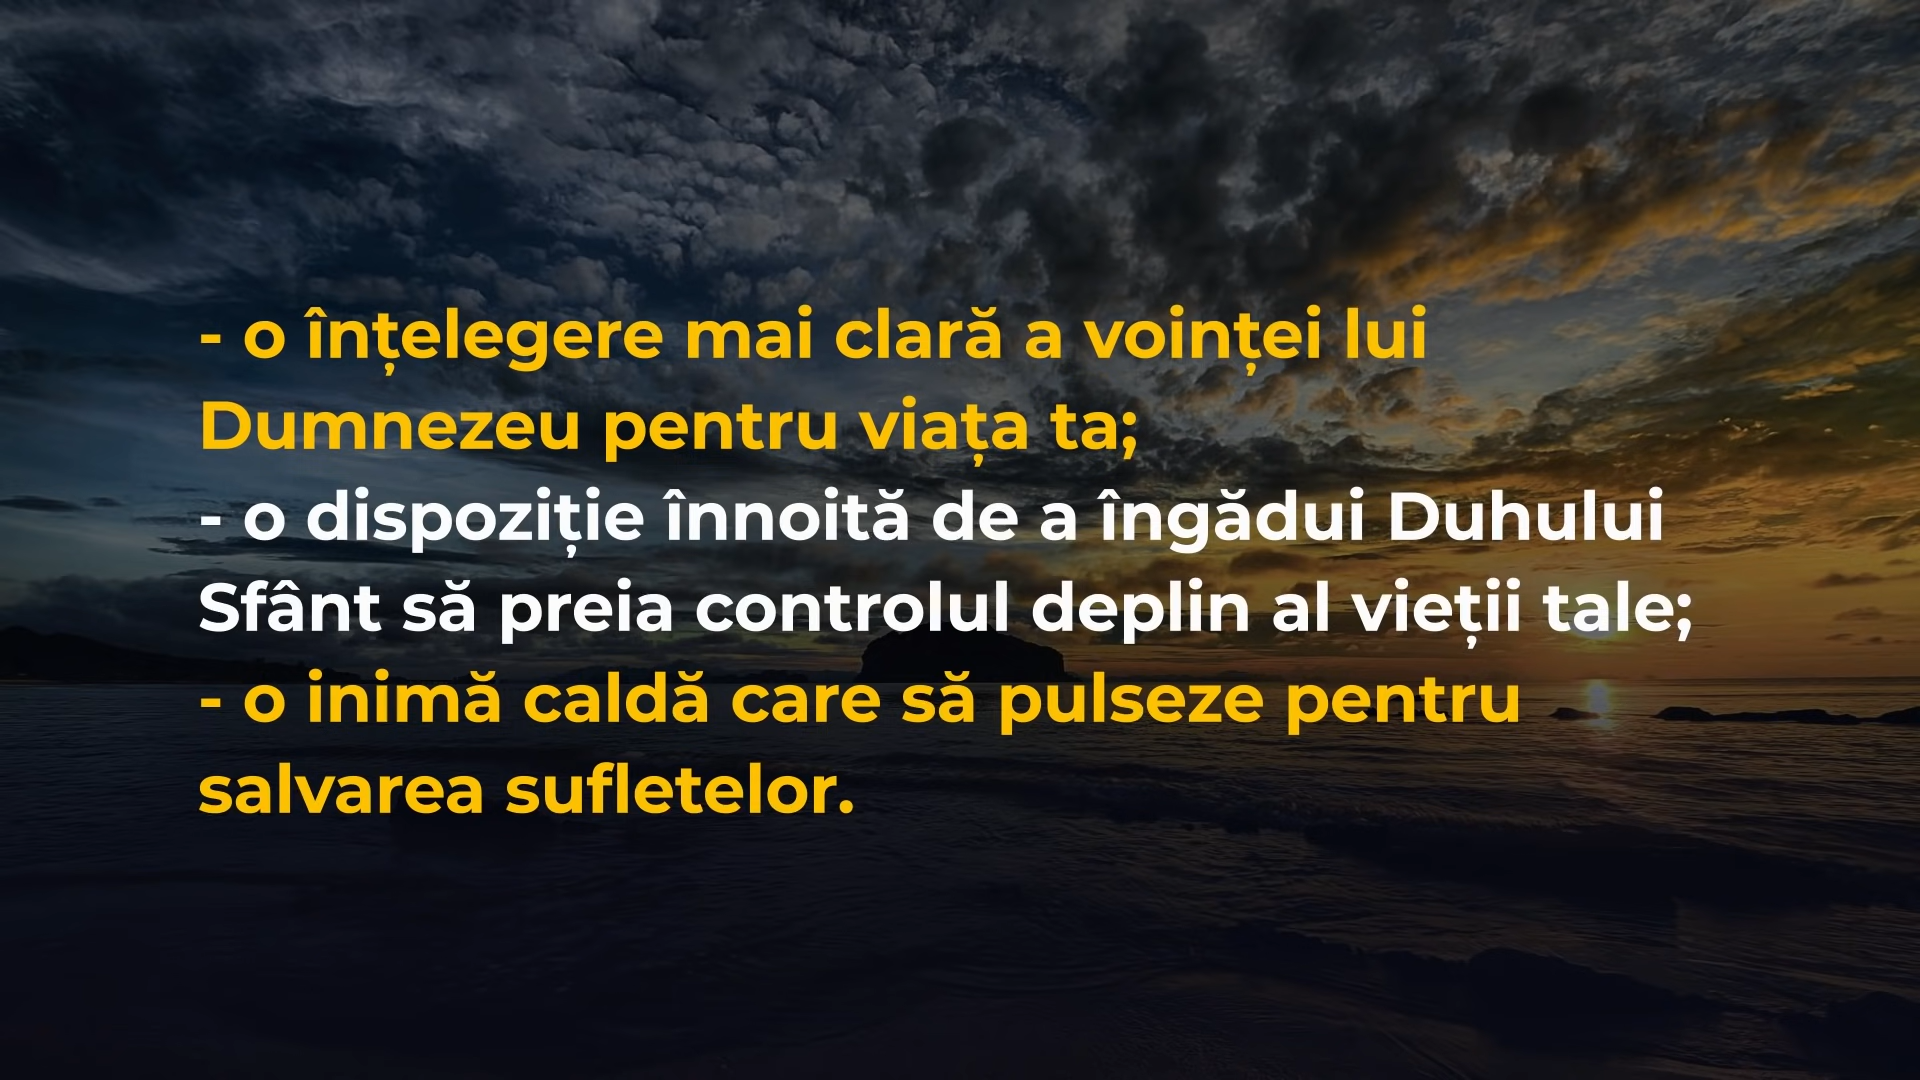 - o înțelegere mai clară a voinței lui
Dumnezeu pentru viața ta;
- o dispoziție înnoită de a îngădui Duhului
Sfânt să preia controlul deplin al vieții tale;
- o inimă caldă care să pulseze pentru
salvarea sufletelor.